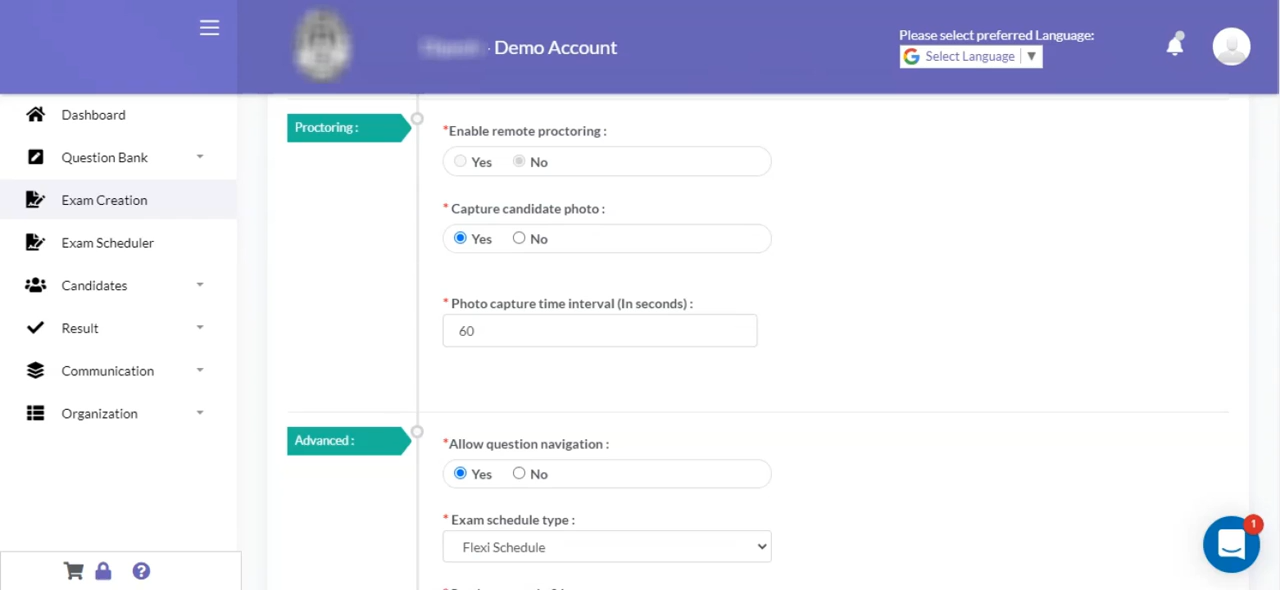 - Demo Account
Please select preferred Language:
Select Language ▼
Dashboard
Question Bank
Exam Creation
Exam Scheduler
Candidates
Result
Communication
Organization
Proctoring :
*Enable remote proctoring :
Yes No
* Capture candidate photo :
Yes No
* Photo capture time interval (In seconds) :
60
Advanced :
*Allow question navigation :
Yes No
* Exam schedule type :
Flexi Schedule
1
?